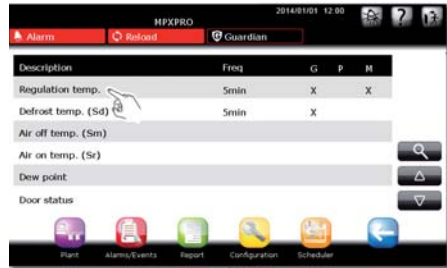 MPXPRO
2014/01/01 12:00
Alarm Reload Guardian
Description Freq G P M
Regulation temp. 5min X X
Defrost temp. (Sd) 5min X
Air off temp. (Sm)
Air on temp. (Sr)
Dew point
Door status
Plant Alarms/Events Report Configuration Scheduler